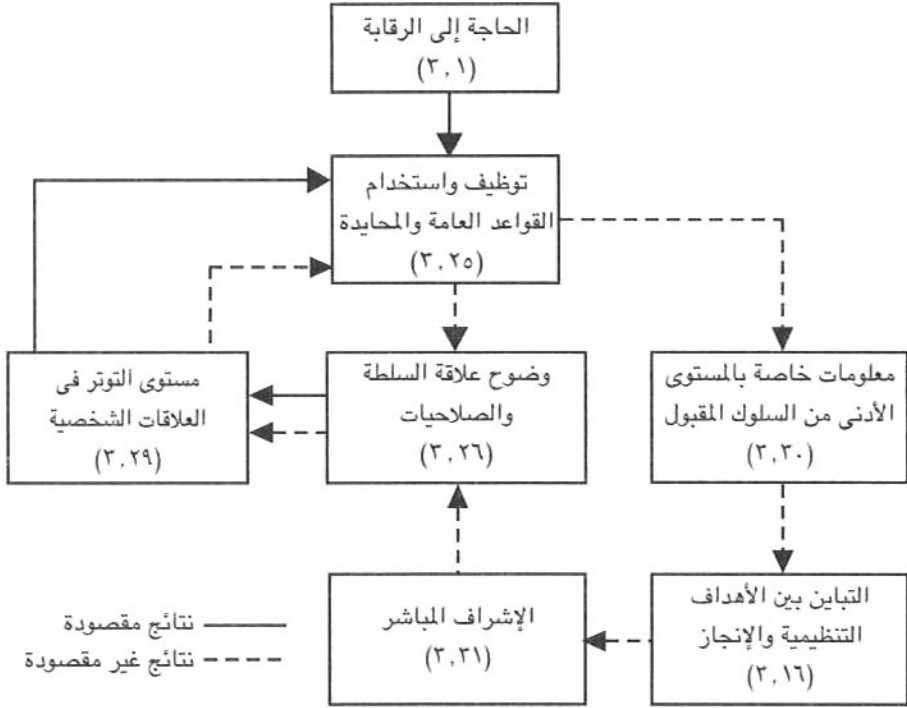 الحاجة إلى الرقابة
(٣,١)
توظيف واستخدام
القواعد العامة والمحايدة
(٣,٢٥)
مستوى التوتر فى
العلاقات الشخصية
(٣,٢٩)
وضوح علاقة السلطة
والصلاحيات
(٣,٢٦)
معلومات خاصة بالمستوى
الأدنى من السلوك المقبول
(٣,٣٠)
الإشراف المباشر
(٣,٣١)
التباين بين الأهداف
التنظيمية والإنجاز
(٣,١٦)
نتائج مقصودة
نتائج غير مقصودة